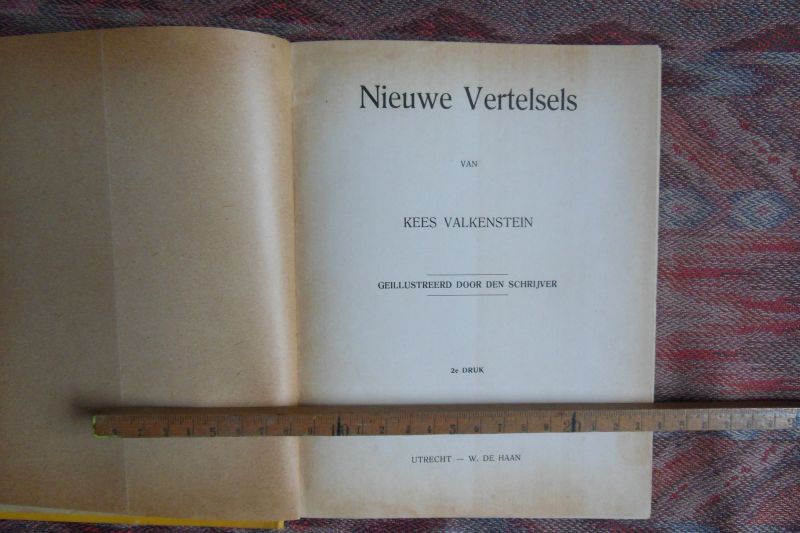 Nieuwe Vertelsels
VAN
KEES VALKENSTEIN
GEILLUSTREERD DOOR DEN SCHRIJVER
2e DRUK
UTRECHT — W. DE HAAN